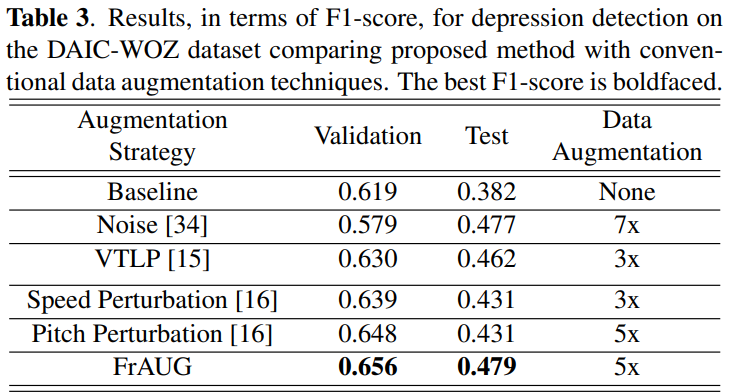 Table 3. Results, in terms of F1-score, for depression detection on
the DAIC-WOZ dataset comparing proposed method with conven-
tional data augmentation techniques. The best F1-score is boldfaced.
Augmentation Strategy Validation Test Data Augmentation
Baseline 0.619 0.382 None
Noise [34] 0.579 0.477 7x
VTLP [15] 0.630 0.462 3x
Speed Perturbation [16] 0.639 0.431 3x
Pitch Perturbation [16] 0.648 0.431 5x
FrAUG 0.656 0.479 5x